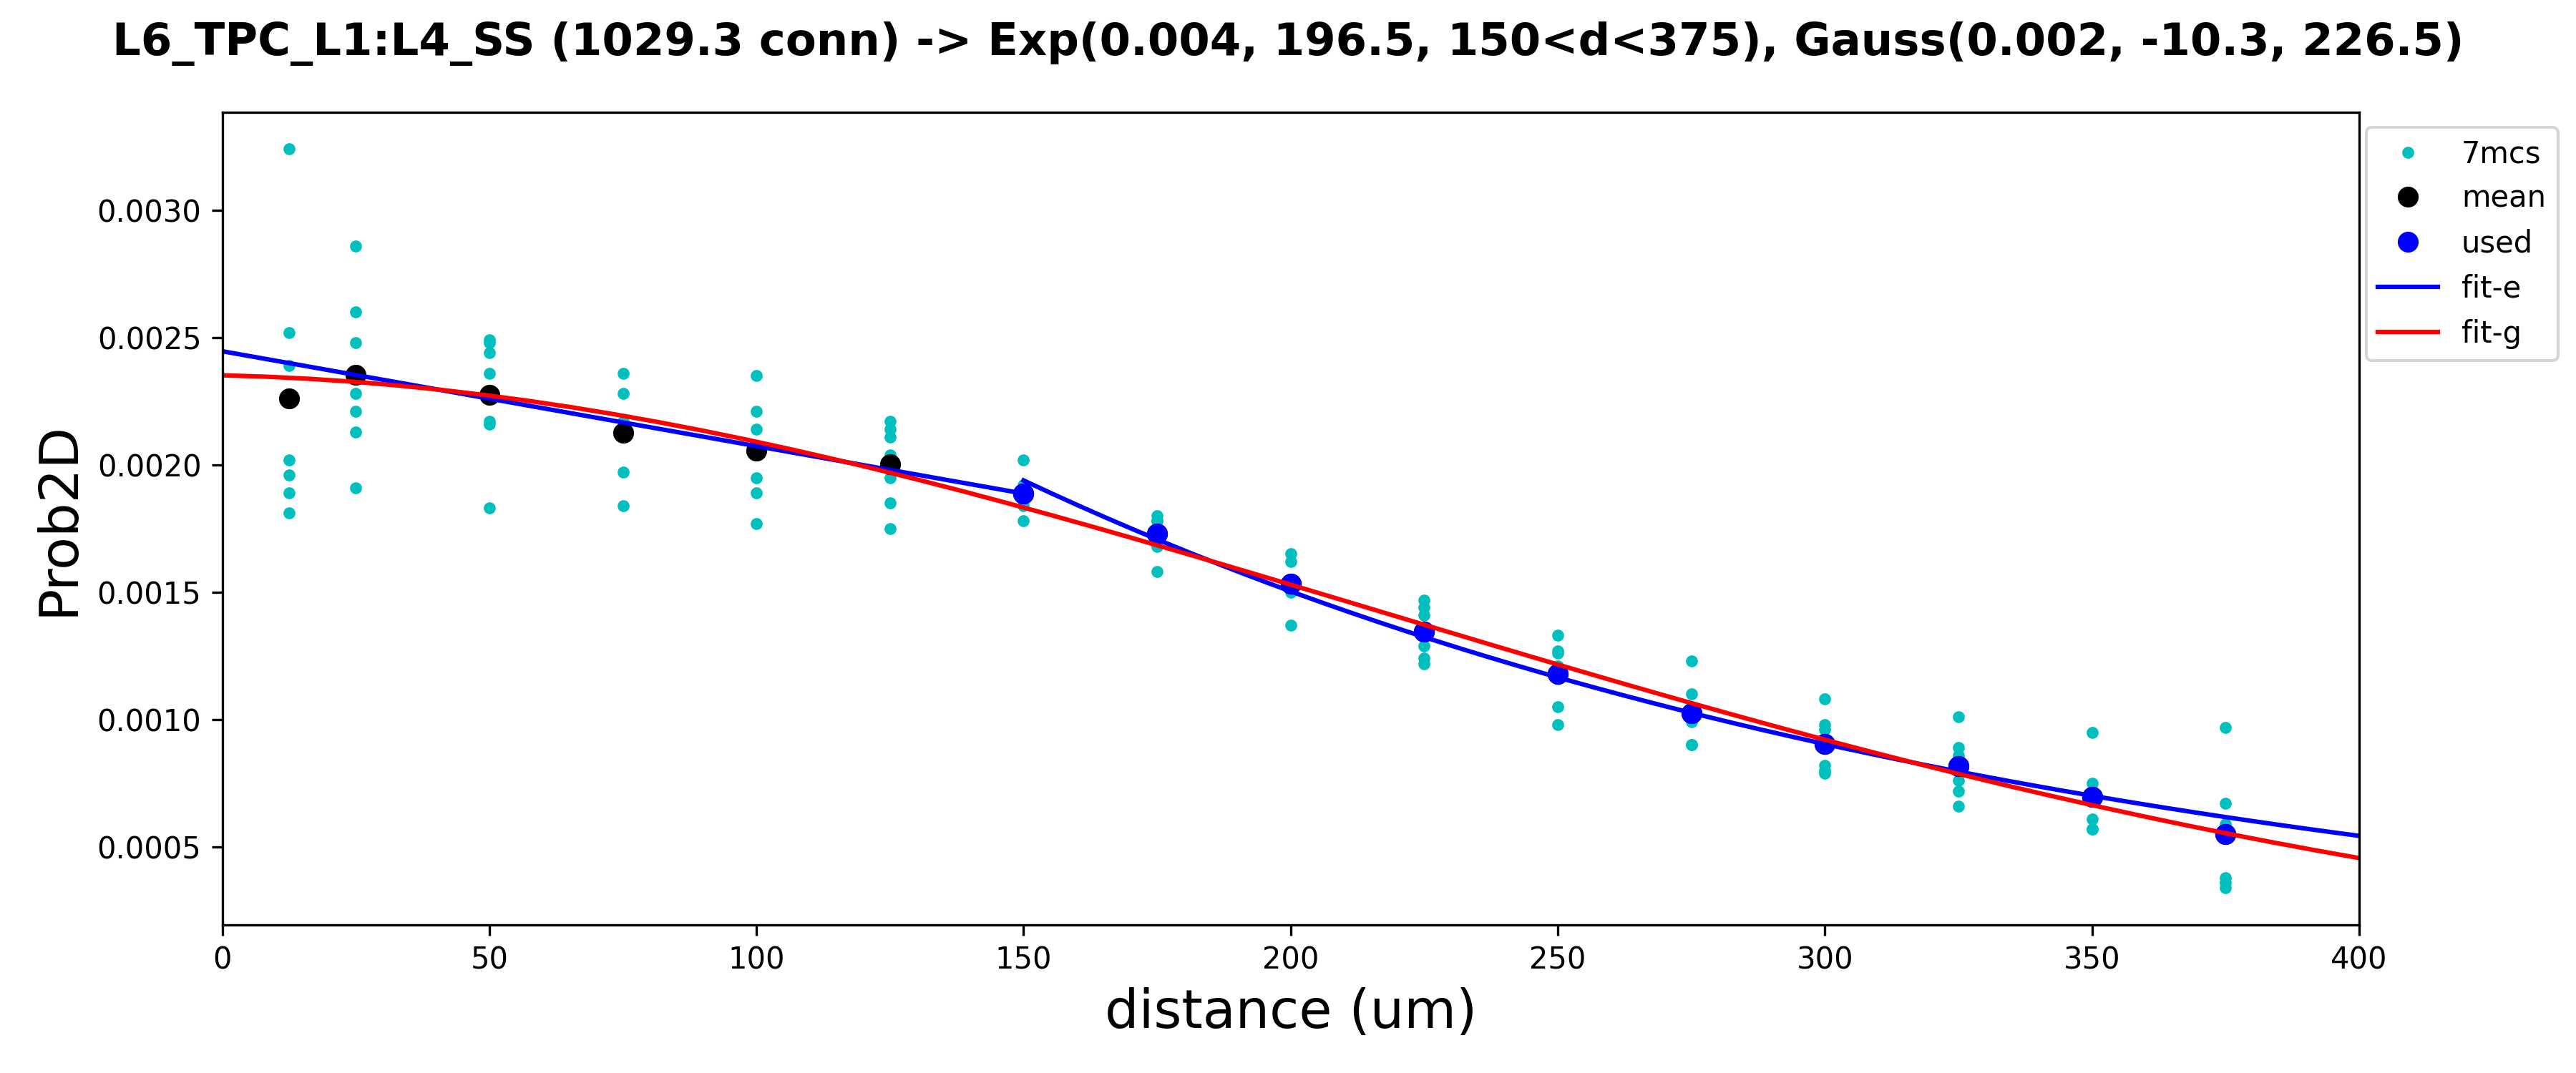 L6_TPC_L1:L4_SS (1029.3 conn) -> Exp(0.004, 196.5, 150<d<375), Gauss(0.002, -10.3, 226.5)
7mcs
mean
used
fit-e
fit-g
Prob2D
0.0030
0.0025
0.0020
0.0015
0.0010
0.0005
0 50 100 150 200 250 300 350 400
distance (um)